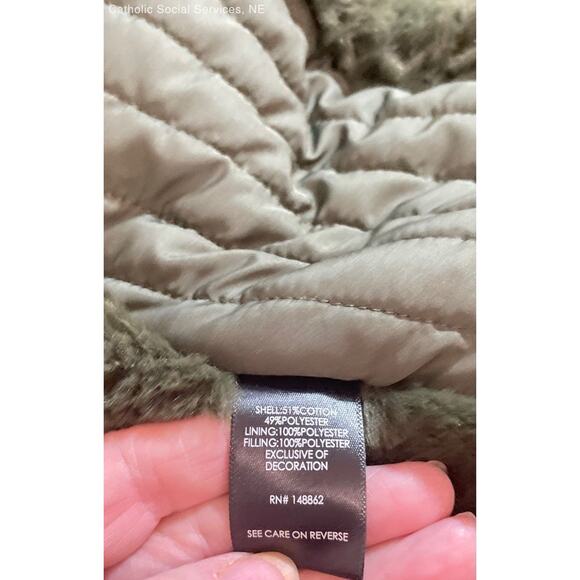 Catholic Social Services, NE
SHELL:51%COTTON
49%POLYESTER
LINING:100%POLYESTER
FILLING:100%POLYESTER
EXCLUSIVE OF
DECORATION
RN# 148862
SEE CARE ON REVERSE